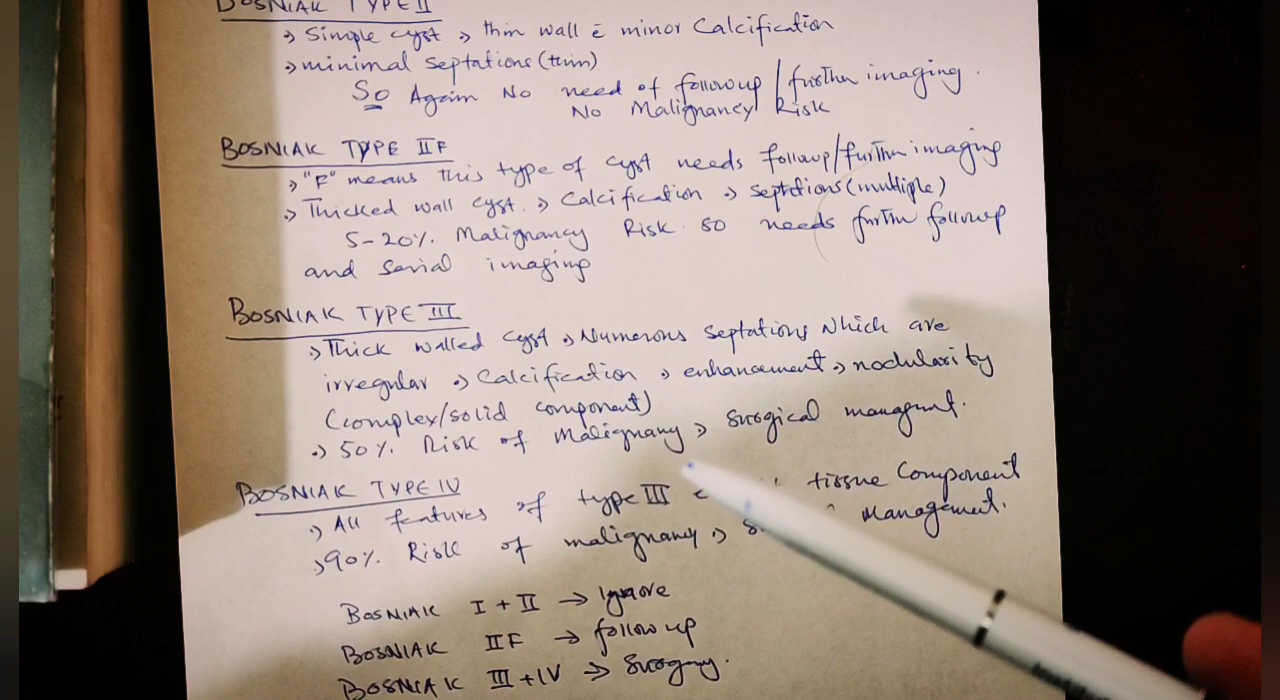 BOSNIAK TYPE II
→ Simple cyst → thin wall c̄ minor Calcification
→ minimal septations (thin)
So Again No need of followup / further imaging.
No Malignancy Risk
BOSNIAK TYPE IIF
→ "F" means This type of cyst needs followup/further imaging
→ Thicked wall cyst. → Calcification → septations (multiple)
5-20%. Malignancy Risk so needs further followup
and serial imaging
BOSNIAK TYPE III
→ Thick walled cyst → Numerous septations which are
irregular → Calcification → enhancement → nodularity
(complex/solid component)
→ 50%. Risk of Malignancy → Surgical
BOSNIAK TYPE IV
→ All features of type III tissue Component
→ 90%. Risk of malignancy → Management.
BOSNIAK I + II → Ignore
BOSNIAK IIF → follow up
BOSNIAK III + IV → Surgery.